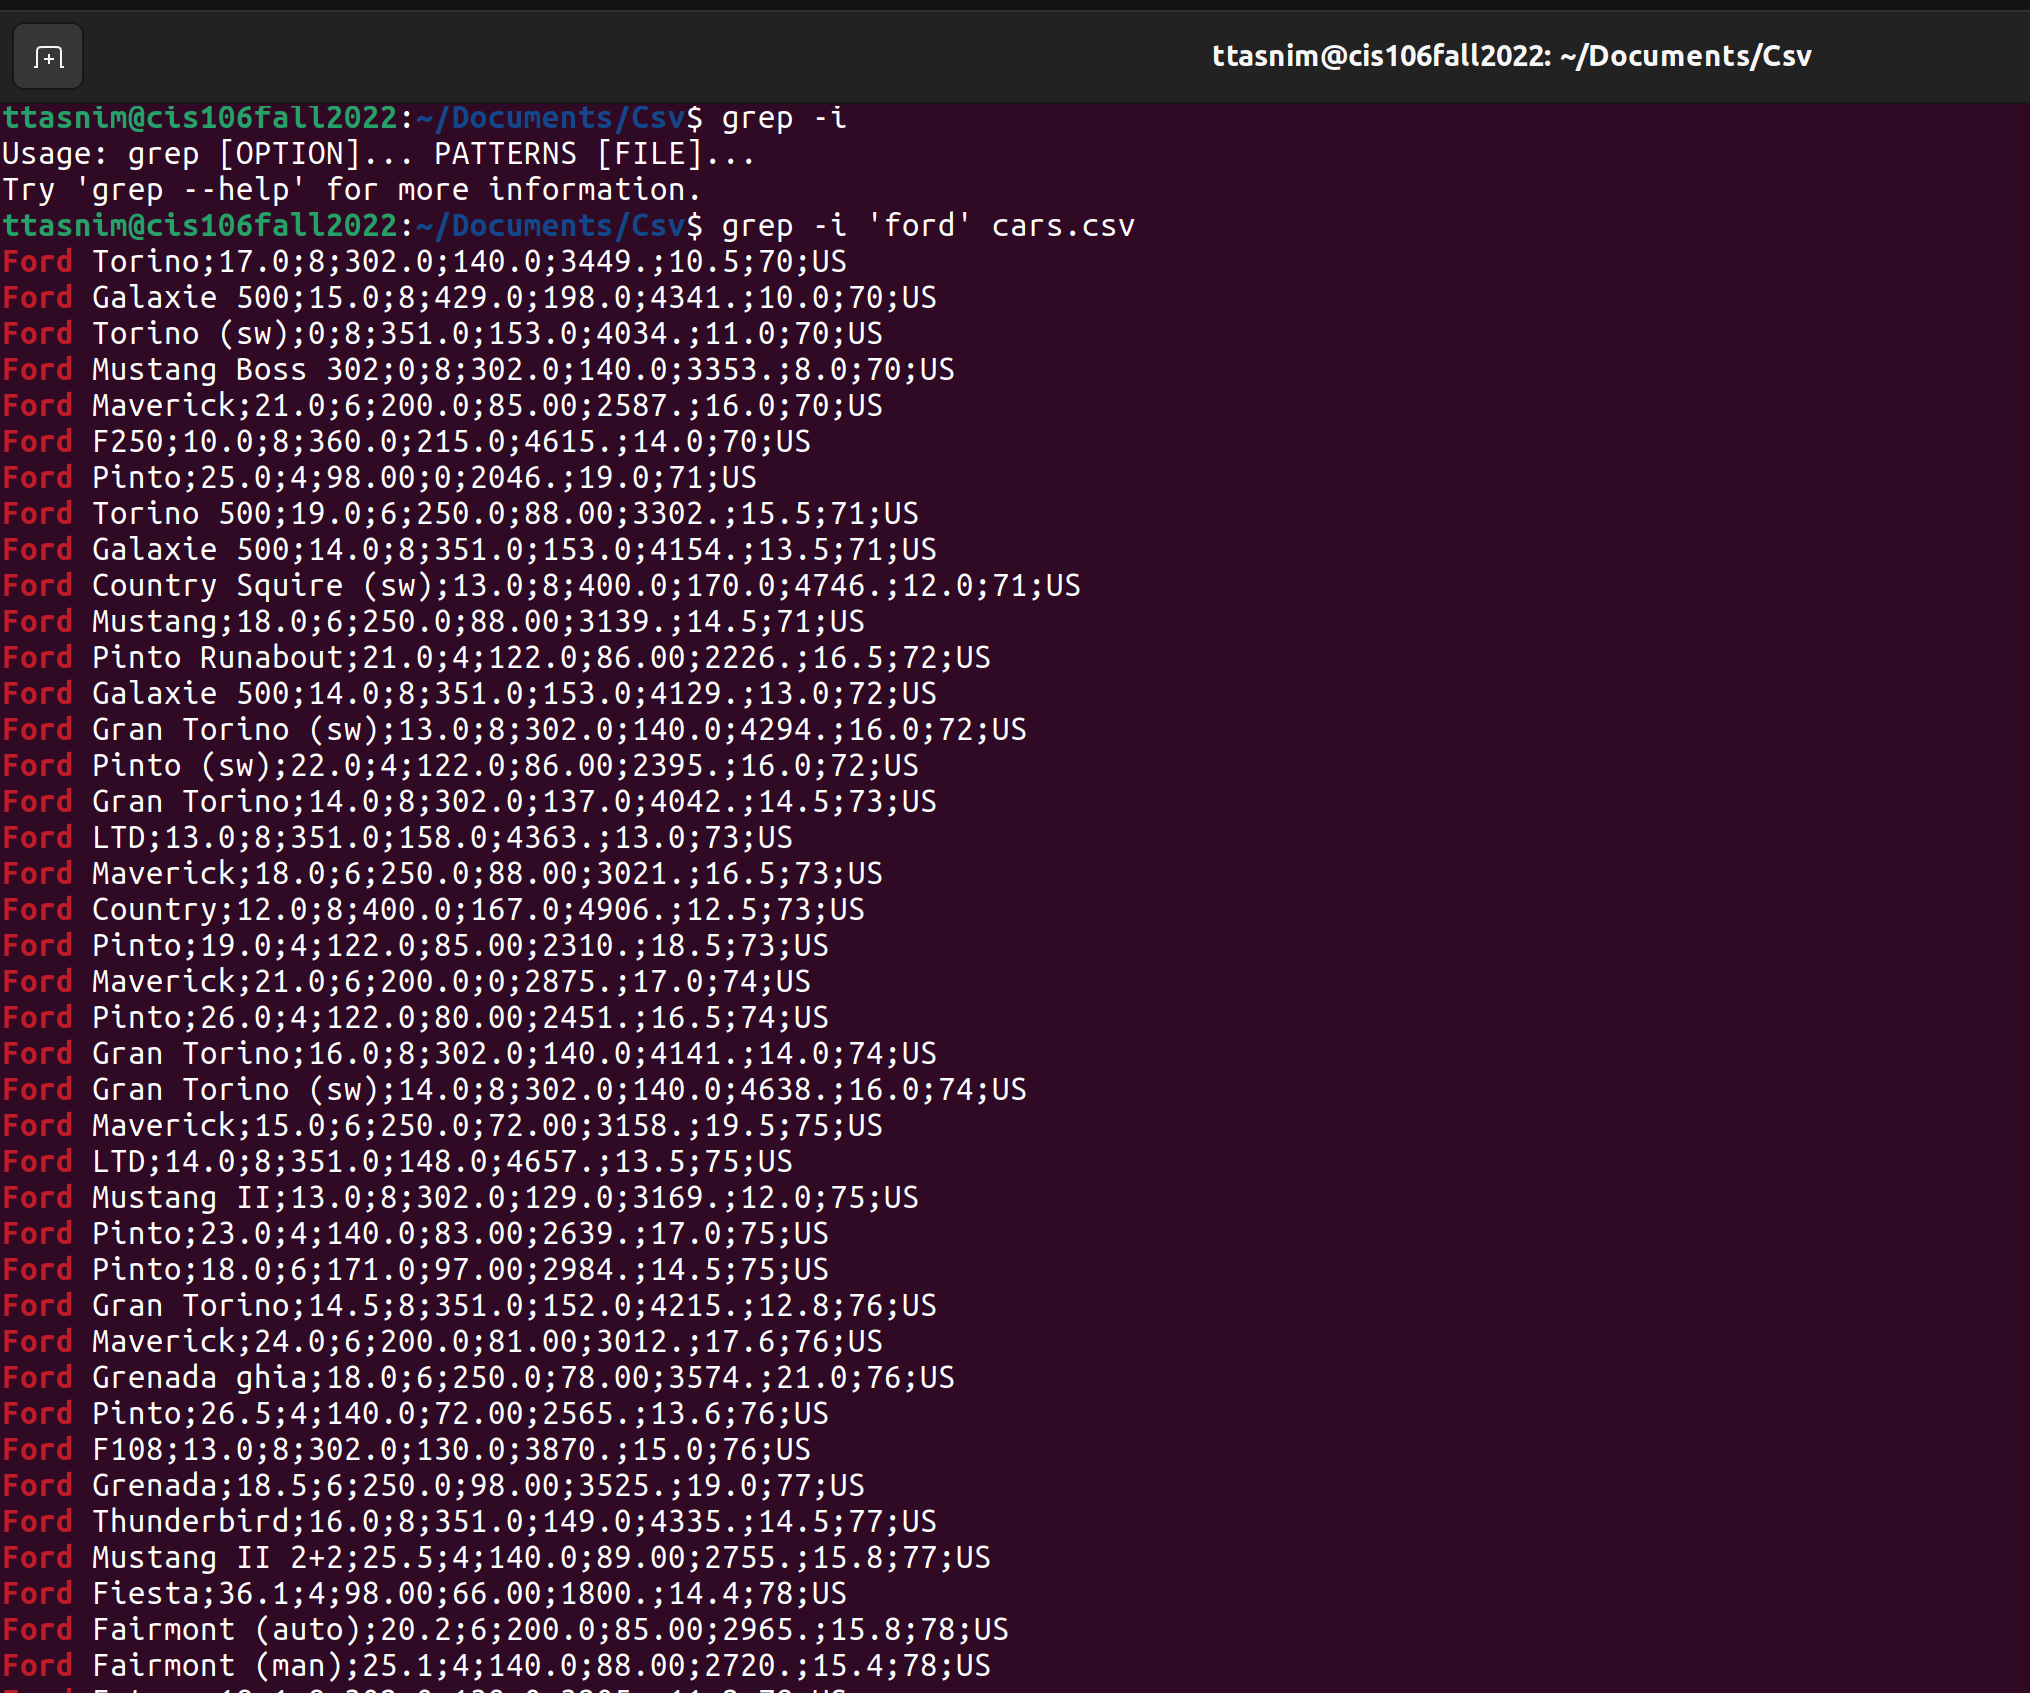 ttasnim@cis106fall2022: ~/Documents/Csv
ttasnim@cis106fall2022:~/Documents/Csv$ grep -i
Usage: grep [OPTION]... PATTERNS [FILE]...
Try 'grep --help' for more information.
ttasnim@cis106fall2022:~/Documents/Csv$ grep -i 'ford' cars.csv
Ford Torino;17.0;8;302.0;140.0;3449.;10.5;70;US
Ford Galaxie 500;15.0;8;429.0;198.0;4341.;10.0;70;US
Ford Torino (sw);0;8;351.0;153.0;4034.;11.0;70;US
Ford Mustang Boss 302;0;8;302.0;140.0;3353.;8.0;70;US
Ford Maverick;21.0;6;200.0;85.00;2587.;16.0;70;US
Ford F250;10.0;8;360.0;215.0;4615.;14.0;70;US
Ford Pinto;25.0;4;98.00;0;2046.;19.0;71;US
Ford Torino 500;19.0;6;250.0;88.00;3302.;15.5;71;US
Ford Galaxie 500;14.0;8;351.0;153.0;4154.;13.5;71;US
Ford Country Squire (sw);13.0;8;400.0;170.0;4746.;12.0;71;US
Ford Mustang;18.0;6;250.0;88.00;3139.;14.5;71;US
Ford Pinto Runabout;21.0;4;122.0;86.00;2226.;16.5;72;US
Ford Galaxie 500;14.0;8;351.0;153.0;4129.;13.0;72;US
Ford Gran Torino (sw);13.0;8;302.0;140.0;4294.;16.0;72;US
Ford Pinto (sw);22.0;4;122.0;86.00;2395.;16.0;72;US
Ford Gran Torino;14.0;8;302.0;137.0;4042.;14.5;73;US
Ford LTD;13.0;8;351.0;158.0;4363.;13.0;73;US
Ford Maverick;18.0;6;250.0;88.00;3021.;16.5;73;US
Ford Country;12.0;8;400.0;167.0;4906.;12.5;73;US
Ford Pinto;19.0;4;122.0;85.00;2310.;18.5;73;US
Ford Maverick;21.0;6;200.0;0;2875.;17.0;74;US
Ford Pinto;26.0;4;122.0;80.00;2451.;16.5;74;US
Ford Gran Torino;16.0;8;302.0;140.0;4141.;14.0;74;US
Ford Gran Torino (sw);14.0;8;302.0;140.0;4638.;16.0;74;US
Ford Maverick;15.0;6;250.0;72.00;3158.;19.5;75;US
Ford LTD;14.0;8;351.0;148.0;4657.;13.5;75;US
Ford Mustang II;13.0;8;302.0;129.0;3169.;12.0;75;US
Ford Pinto;23.0;4;140.0;83.00;2639.;17.0;75;US
Ford Pinto;18.0;6;171.0;97.00;2984.;14.5;75;US
Ford Gran Torino;14.5;8;351.0;152.0;4215.;12.8;76;US
Ford Maverick;24.0;6;200.0;81.00;3012.;17.6;76;US
Ford Grenada ghia;18.0;6;250.0;78.00;3574.;21.0;76;US
Ford Pinto;26.5;4;140.0;72.00;2565.;13.6;76;US
Ford F108;13.0;8;302.0;130.0;3870.;15.0;76;US
Ford Grenada;18.5;6;250.0;98.00;3525.;19.0;77;US
Ford Thunderbird;16.0;8;351.0;149.0;4335.;14.5;77;US
Ford Mustang II 2+2;25.5;4;140.0;89.00;2755.;15.8;77;US
Ford Fiesta;36.1;4;98.00;66.00;1800.;14.4;78;US
Ford Fairmont (auto);20.2;6;200.0;85.00;2965.;15.8;78;US
Ford Fairmont (man);25.1;4;140.0;88.00;2720.;15.4;78;US